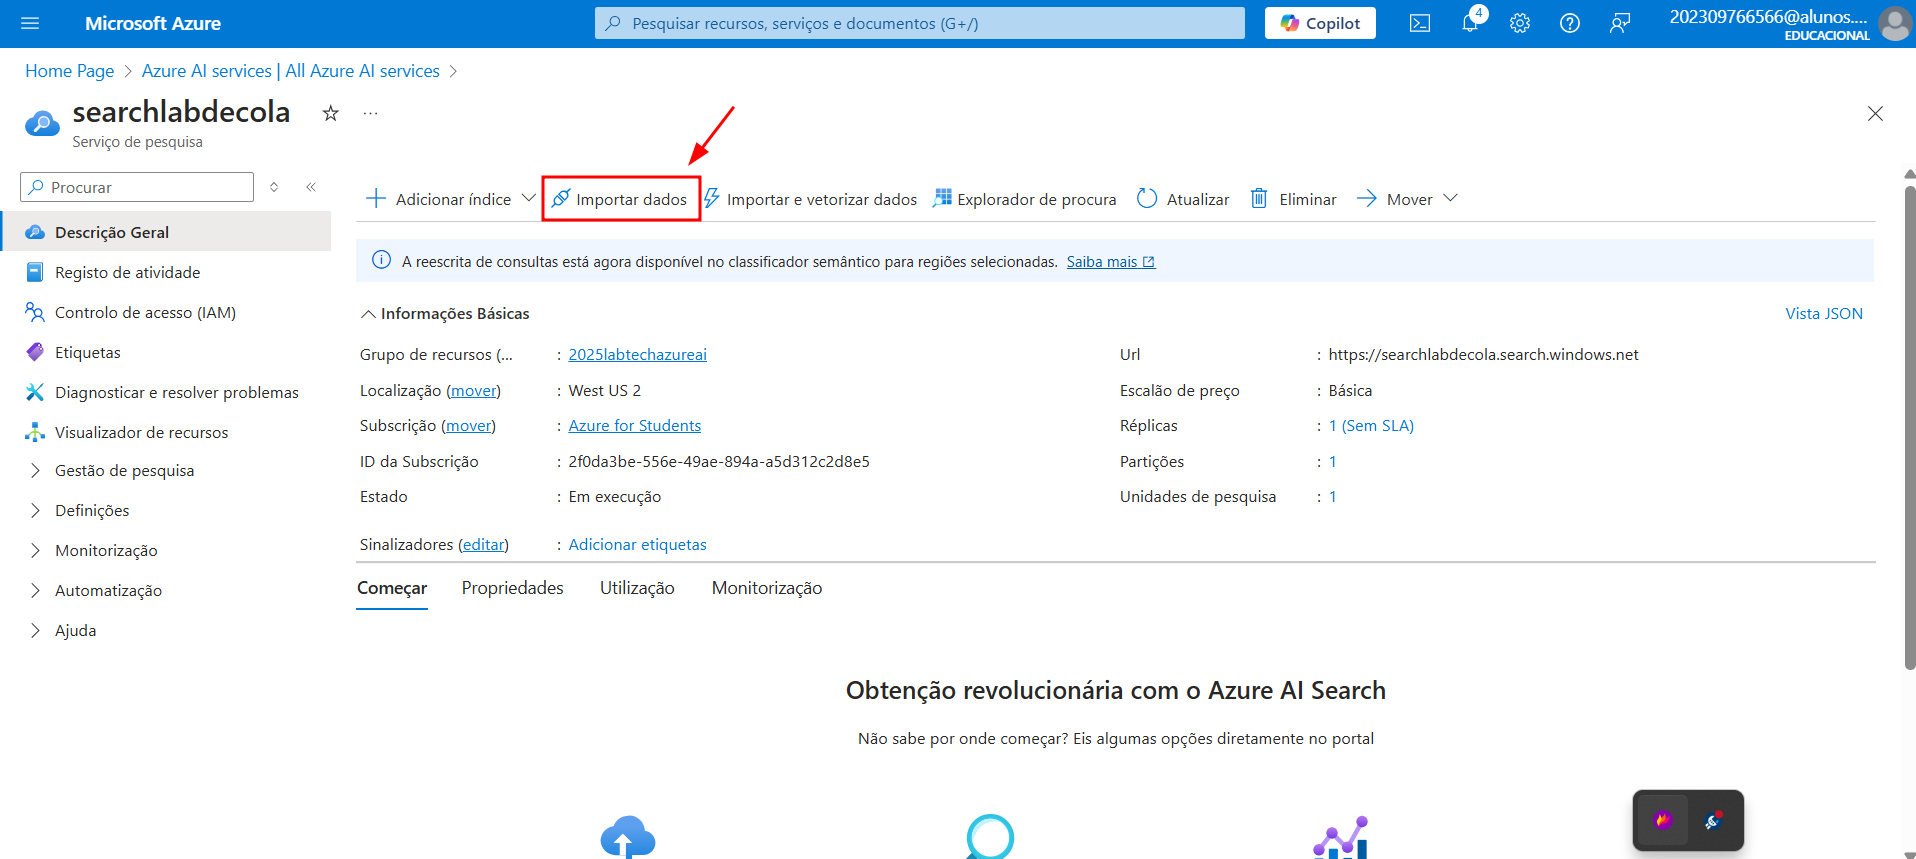 Microsoft Azure
Pesquisar recursos, serviços e documentos (G+/)
Copilot
4
202309766566@alunos....
EDUCACIONAL
Home Page > Azure AI services | All Azure AI services >
searchlabdecola
Serviço de pesquisa
Procurar
Adicionar índice
Importar dados
Importar e vetorizar dados
Explorador de procura
Atualizar
Eliminar
Mover
Descrição Geral
Registo de atividade
Controlo de acesso (IAM)
Etiquetas
Diagnosticar e resolver problemas
Visualizador de recursos
Gestão de pesquisa
Definições
Monitorização
Automatização
Ajuda
A reescrita de consultas está agora disponível no classificador semântico para regiões selecionadas. Saiba mais
Informações Básicas
Vista JSON
Grupo de recursos (... : 2025labtechazureai
Localização (mover) : West US 2
Subscrição (mover) : Azure for Students
ID da Subscrição : 2f0da3be-556e-49ae-894a-a5d312c2d8e5
Estado : Em execução
Sinalizadores (editar) : Adicionar etiquetas
Url : https://searchlabdecola.search.windows.net
Escalão de preço : Básica
Réplicas : 1 (Sem SLA)
Partições : 1
Unidades de pesquisa : 1
Começar
Propriedades
Utilização
Monitorização
Obtenção revolucionária com o Azure AI Search
Não sabe por onde começar? Eis algumas opções diretamente no portal